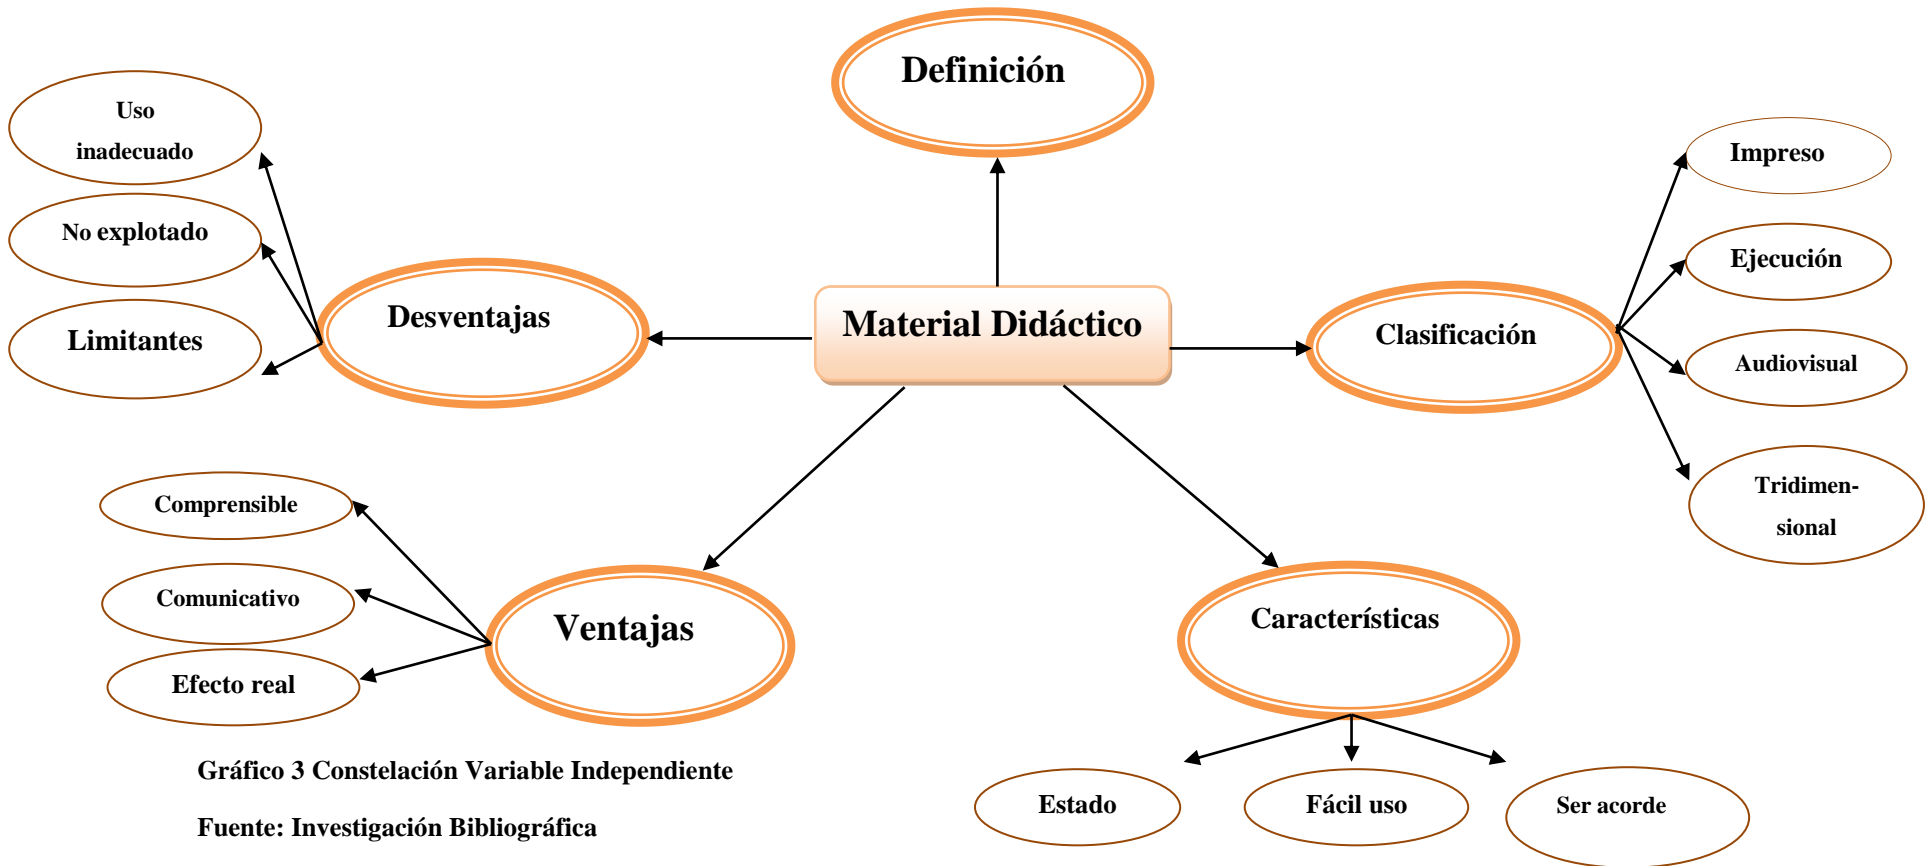 Definición
Uso
inadecuado
No explotado
Limitantes
Desventajas
Material Didáctico
Clasificación
Impreso
Ejecución
Audiovisual
Tridimen-
sional
Comprensible
Comunicativo
Efecto real
Ventajas
Características
Estado
Fácil uso
Ser acorde
Gráfico 3 Constelación Variable Independiente
Fuente: Investigación Bibliográfica